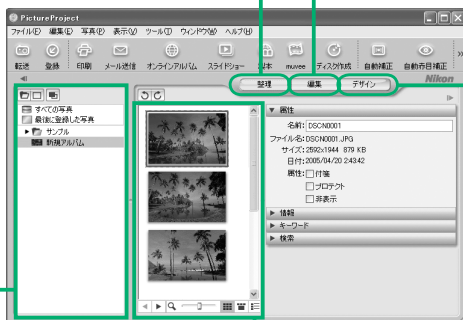 PictureProject
ファイル(F) 編集(E) 写真(P) 表示(V) ツール(T) ウィンドウ(W) ヘルプ(H)
転送 登録 印刷 メール送信 オンラインアルバム スライドショー 製本 muvee ディスク作成 自動補正 自動赤目補正
整理 編集 デザイン Nikon
すべての写真
最後に登録した写真
サンプル
新規アルバム
属性
名前: DSCN0001
ファイル名: DSCN0001.JPG
サイズ: 2592x1944 879 KB
日付: 2005/04/20 23:43:42
属性: 付箋
プロテクト
非表示
情報
キーワード
検索